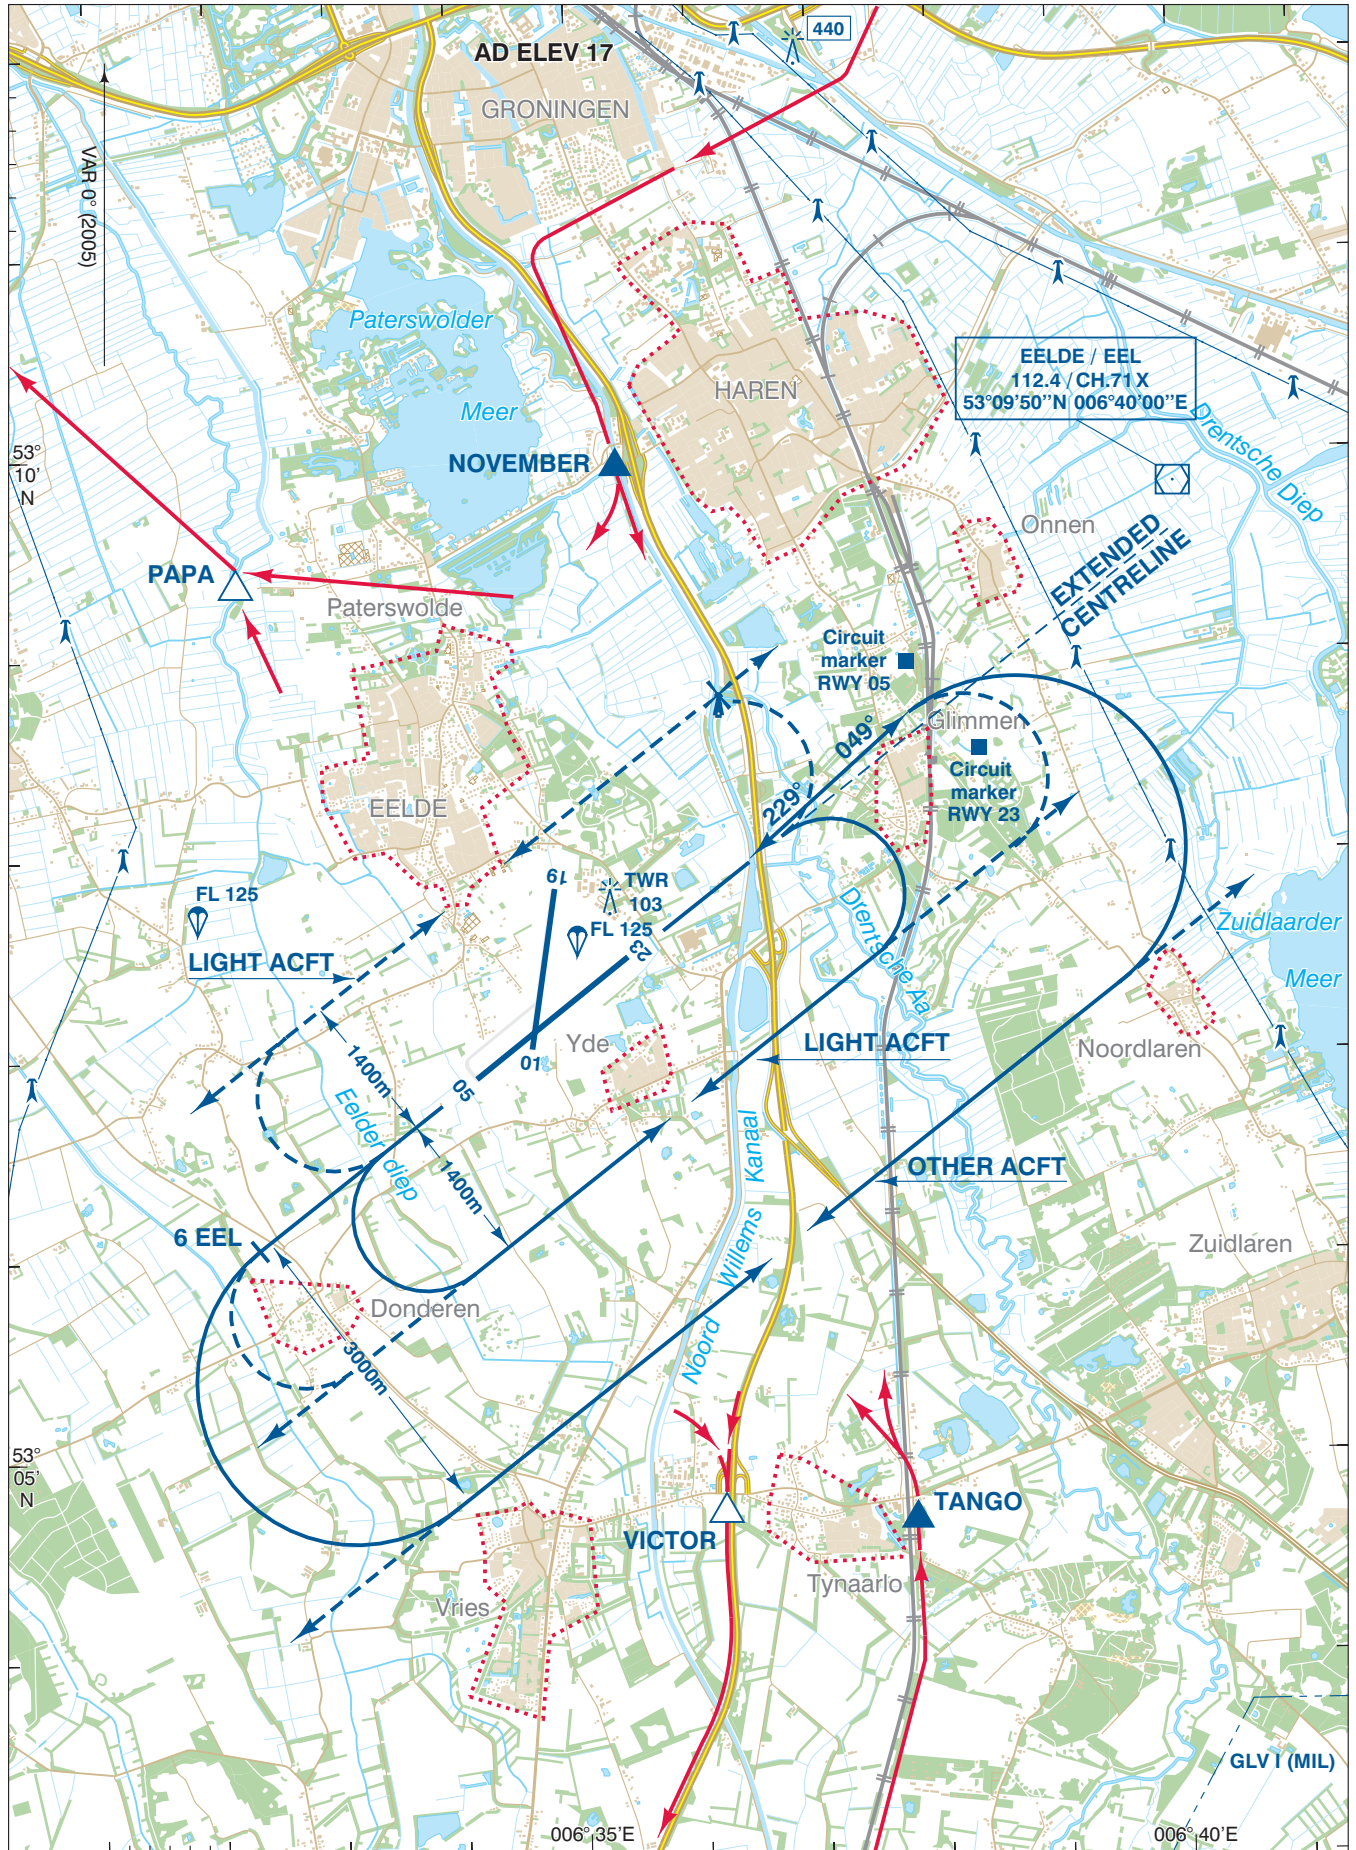 AD ELEV 17
440
GRONINGEN
VAR 0° (2005)
Paterswolder
Meer
HAREN
EELDE / EEL
112.4 / CH.71X
53°09'50''N 006°40'00''E
Drentsche Diep
53°
10'
N
NOVEMBER
Onnen
EXTENDED
CENTRELINE
PAPA
Paterswolde
Circuit
marker
RWY 05
Glimmen
049°
229°
Circuit
marker
RWY 23
EELDE
19
TWR
103
FL 125
FL 125
23
Drentsche Aa
Zuidlaarder
Meer
LIGHT ACFT
Yde
01
05
1400m
LIGHT ACFT
Noordlaren
Eelder diep
1400m
OTHER ACFT
6 EEL
Noord Willems Kanaal
Zuidlaren
Donderen
3000m
53°
05'
N
TANGO
VICTOR
Tynaarlo
Vries
GLV I (MIL)
006°35'E
006°40'E